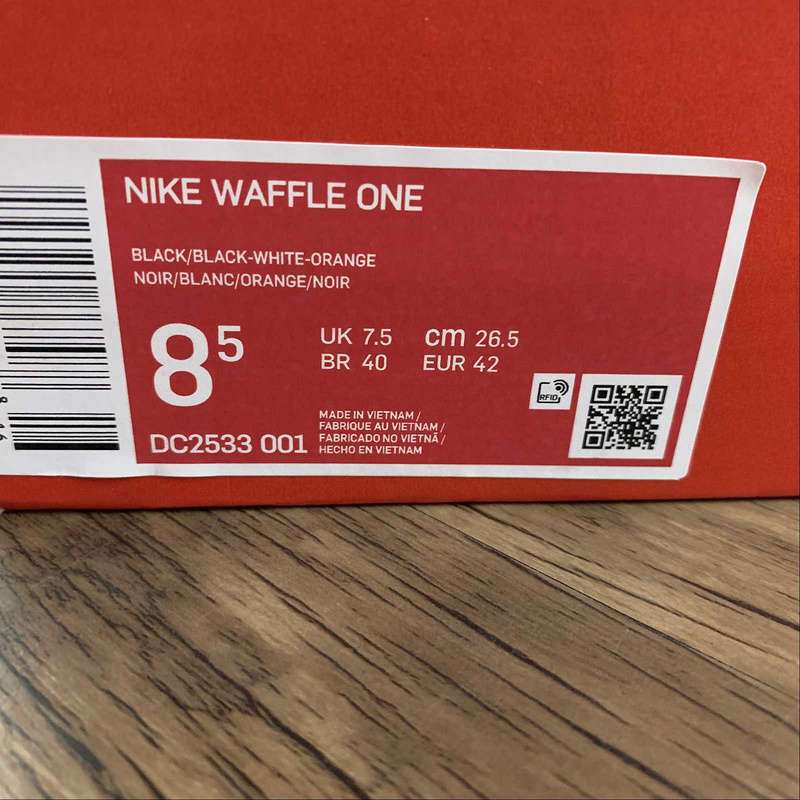 NIKE WAFFLE ONE
BLACK/BLACK-WHITE-ORANGE
NOIR/BLANC/ORANGE/NOIR
8 5
UK 7.5 cm 26.5
BR 40 EUR 42
RFID
DC2533 001
MADE IN VIETNAM /
FABRIQUE AU VIETNAM /
FABRICADO NO VIETNÃ /
HECHO EN VIETNAM